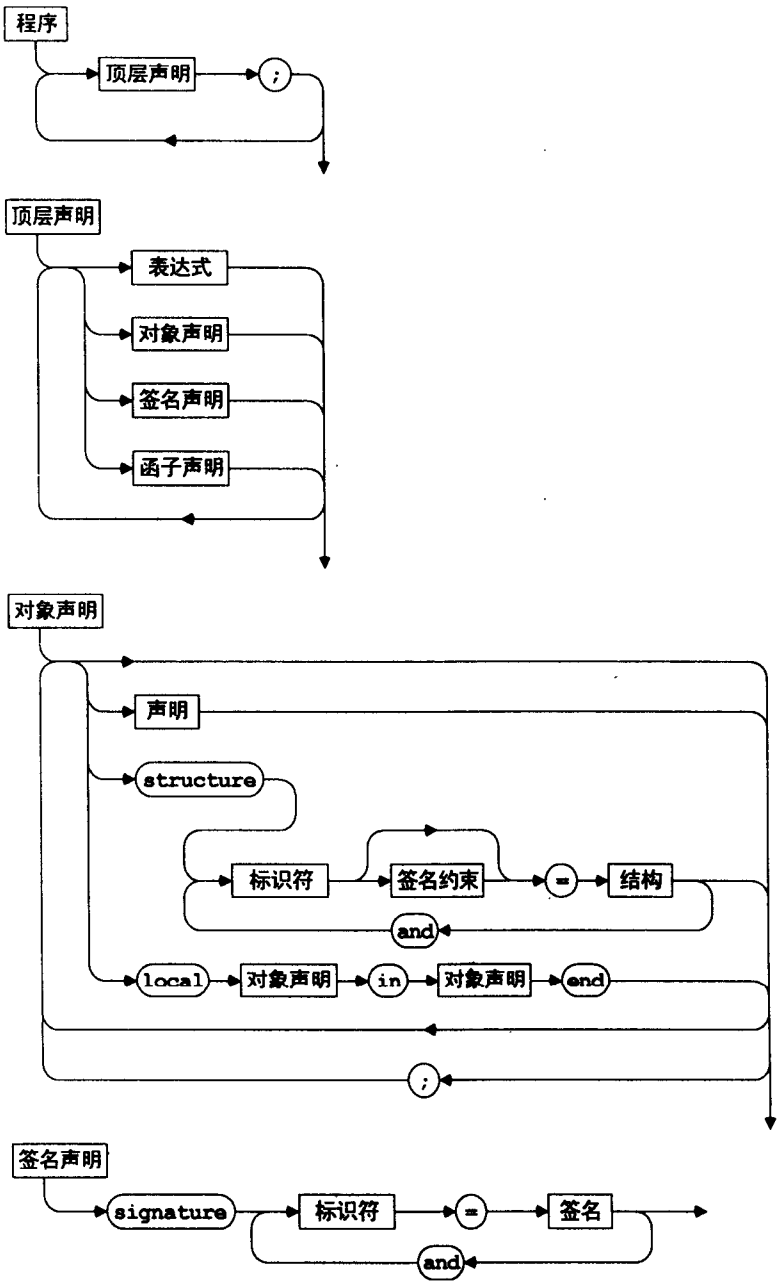 程序
顶层声明 ;
顶层声明
表达式
对象声明
签名声明
函子声明
对象声明
声明
structure
标识符 签名约束 = 结构
and
local 对象声明 in 对象声明 end
;
签名声明
signature 标识符 = 签名
and